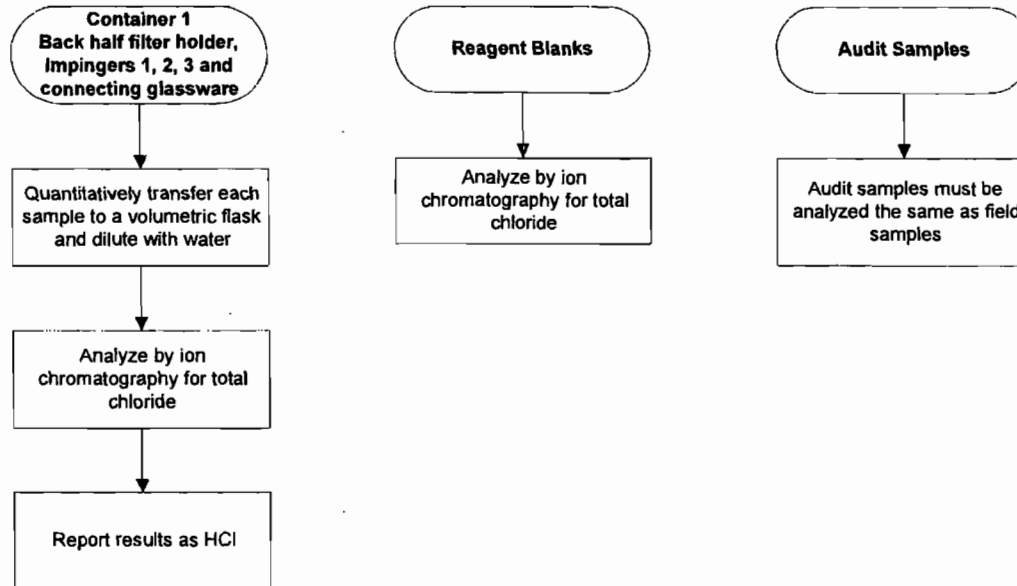 Container 1
Back half filter holder,
Impingers 1, 2, 3 and
connecting glassware
Quantitatively transfer each
sample to a volumetric flask
and dilute with water
Analyze by ion
chromatography for total
chloride
Report results as HCl
Reagent Blanks
Analyze by ion
chromatography for total
chloride
Audit Samples
Audit samples must be
analyzed the same as field
samples